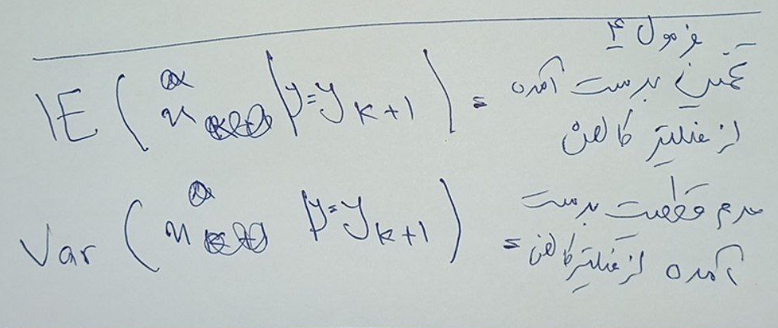 فرمول ۴
IE ( x | y = y k+1 ) = تخمین بدست آمده
از فیلتر کالمن
Var ( x | y = y k+1 ) = عدم قطعیت بدست
آمده از فیلتر کالمن